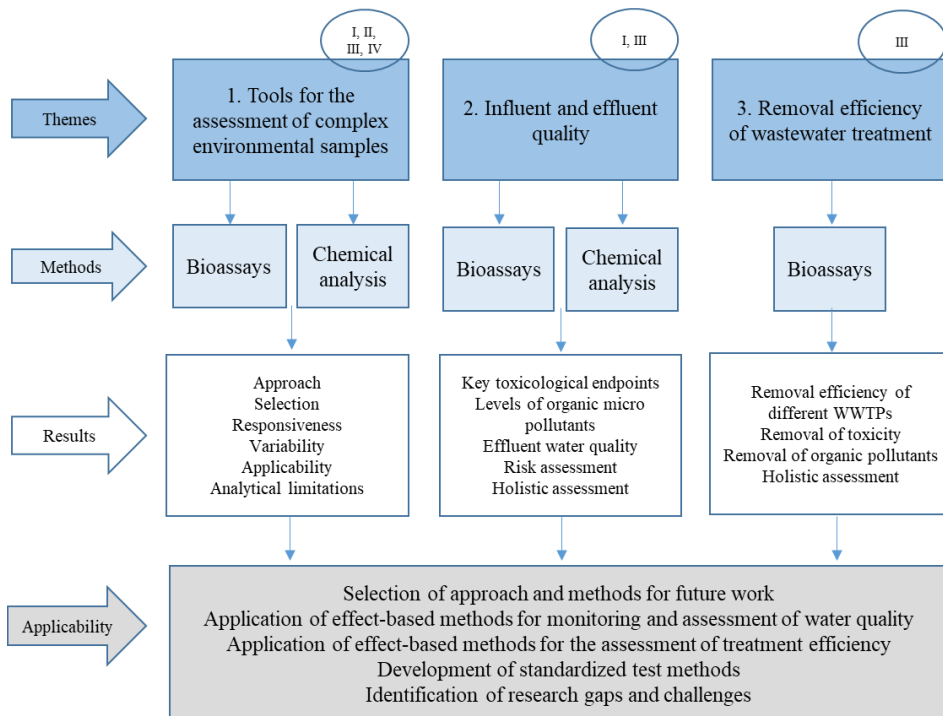 I, II,
III, IV
I, III
III
Themes
1. Tools for the
assessment of complex
environmental samples
2. Influent and effluent
quality
3. Removal efficiency
of wastewater treatment
Methods
Bioassays
Chemical
analysis
Bioassays
Chemical
analysis
Bioassays
Results
Approach
Selection
Responsiveness
Variability
Applicability
Analytical limitations
Key toxicological endpoints
Levels of organic micro
pollutants
Effluent water quality
Risk assessment
Holistic assessment
Removal efficiency of
different WWTPs
Removal of toxicity
Removal of organic pollutants
Holistic assessment
Applicability
Selection of approach and methods for future work
Application of effect-based methods for monitoring and assessment of water quality
Application of effect-based methods for the assessment of treatment efficiency
Development of standardized test methods
Identification of research gaps and challenges